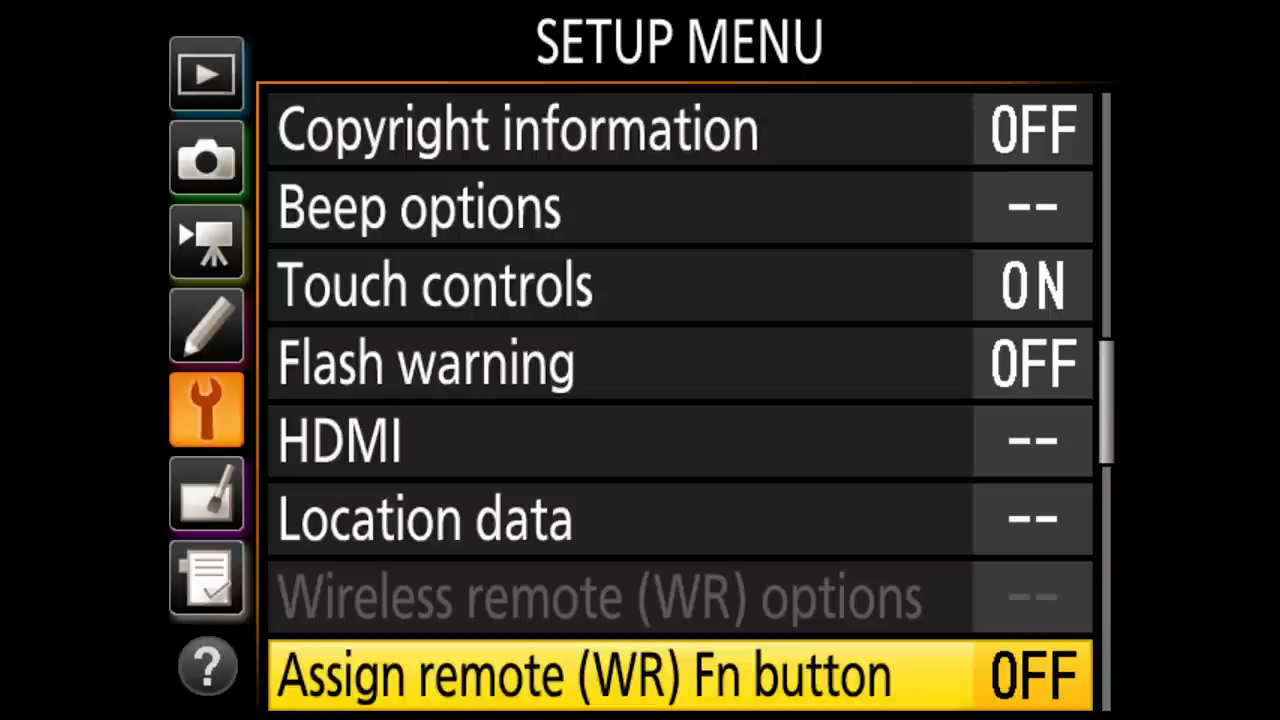 SETUP MENU
Copyright information OFF
Beep options --
Touch controls ON
Flash warning OFF
HDMI --
Location data --
Wireless remote (WR) options --
? Assign remote (WR) Fn button OFF